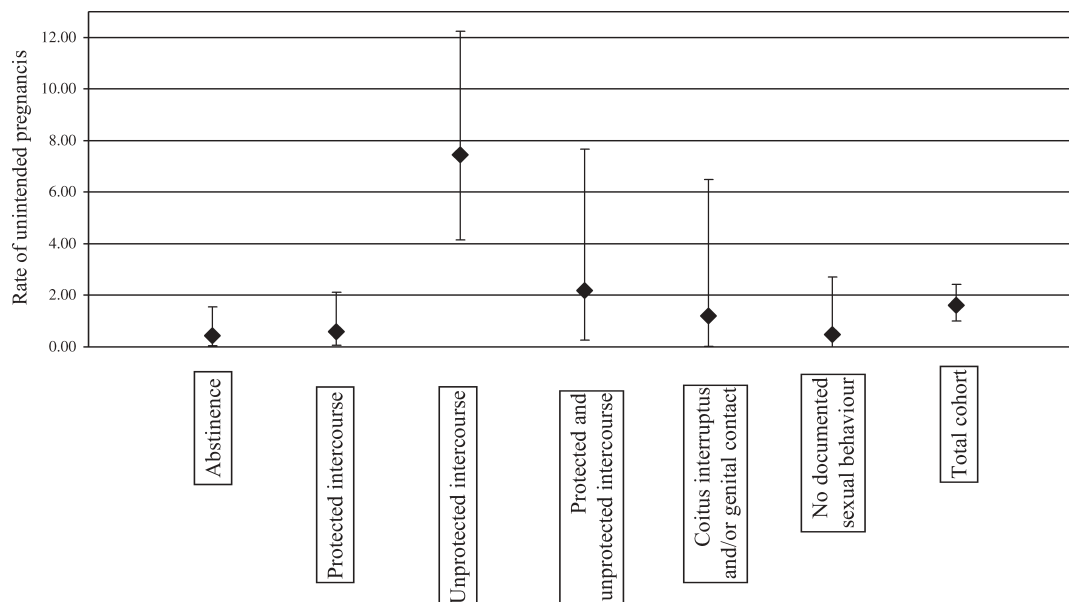 Rate of unintended pregnancis
12.00
10.00
8.00
6.00
4.00
2.00
0.00
Abstinence
Protected intercourse
Unprotected intercourse
Protected and
unprotected intercourse
Coitus interruptus
and/or genital contact
No documented
sexual behaviour
Total cohort